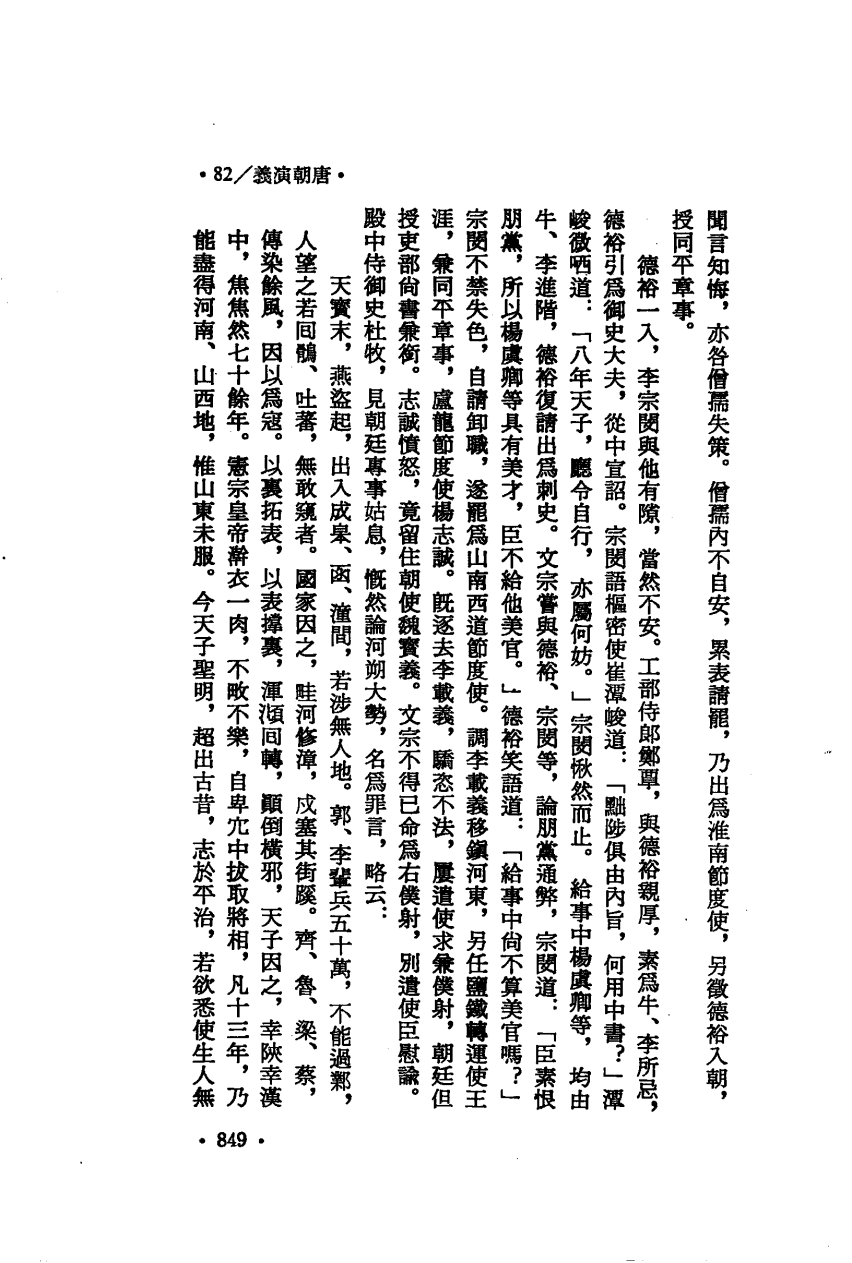 ·唐朝演義/82·
聞言知悔，亦咎僧孺失策。僧孺內不自安，累表請罷，乃出爲淮南節度使，另徵德裕入朝，
授同平章事。
德裕一入，李宗閔與他有隙，當然不安。工部侍郎鄭覃，與德裕親厚，素爲牛、李所忌，
德裕引爲御史大夫，從中宣詔。宗閔語樞密使崔潭峻道：「黜陟俱由內旨，何用中書？」潭
峻微哂道：「八年天子，聽令自行，亦屬何妨。」宗閔愀然而止。給事中楊虞卿等，均由
牛、李進階，德裕復請出爲刺史。文宗嘗與德裕、宗閔等，論朋黨通弊，宗閔道：「臣素恨
朋黨，所以楊虞卿等具有美才，臣不給他美官。」德裕笑語道：「給事中尚不算美官嗎？」
宗閔不禁失色，自請卸職，遂罷爲山南西道節度使。調李載義移鎮河東，另任鹽鐵轉運使王
涯，兼同平章事，盧龍節度使楊志誠。既逐去李載義，驕恣不法，屢遣使求兼僕射，朝廷但
授吏部尚書兼銜。志誠憤怒，竟留住朝使魏寶義。文宗不得已命爲右僕射，別遣使臣慰諭。
殿中侍御史杜牧，見朝廷專事姑息，慨然論河朔大勢，名爲罪言，略云：
天寶末，燕盜起，出入成臯、函、潼間，若涉無人地。郭、李輩兵五十萬，不能過鄴，
人望之若回鶻、吐蕃，無敢窺者。國家因之，畦河修漳，戍塞其街蹊。齊、魯、梁、蔡，
傳染餘風，因以爲寇。以裏拓表，以表撐裏，渾澒回轉，顛倒橫邪，天子因之，幸陝幸漢
中，焦焦然七十餘年。憲宗皇帝澣衣一肉，不畋不樂，自卑冗中拔取將相，凡十三年，乃
能盡得河南、山西地，惟山東未服。今天子聖明，超出古昔，志於平治，若欲悉使生人無
·849·